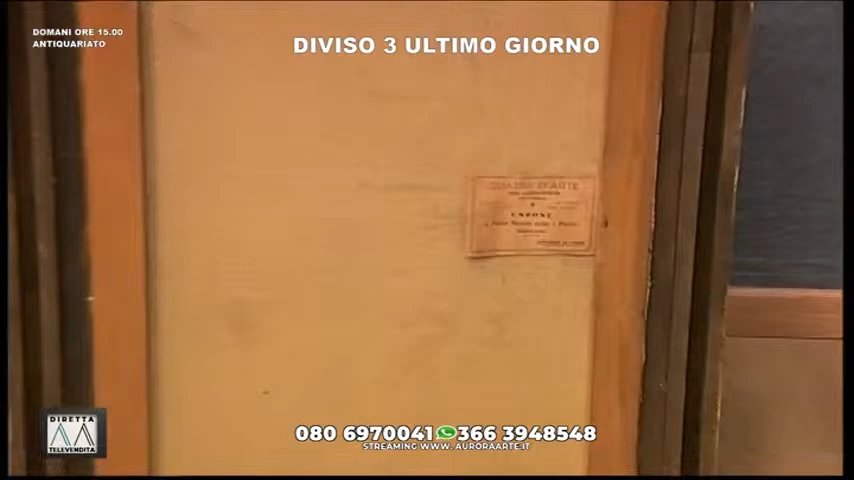 DOMANI ORE 15.00
ANTIQUARIATO
DIVISO 3 ULTIMO GIORNO
ESPONE
DIRETTA
TELEVENDITA
080 6970041 366 3948548
STREAMING WWW. AURORAARTE.IT